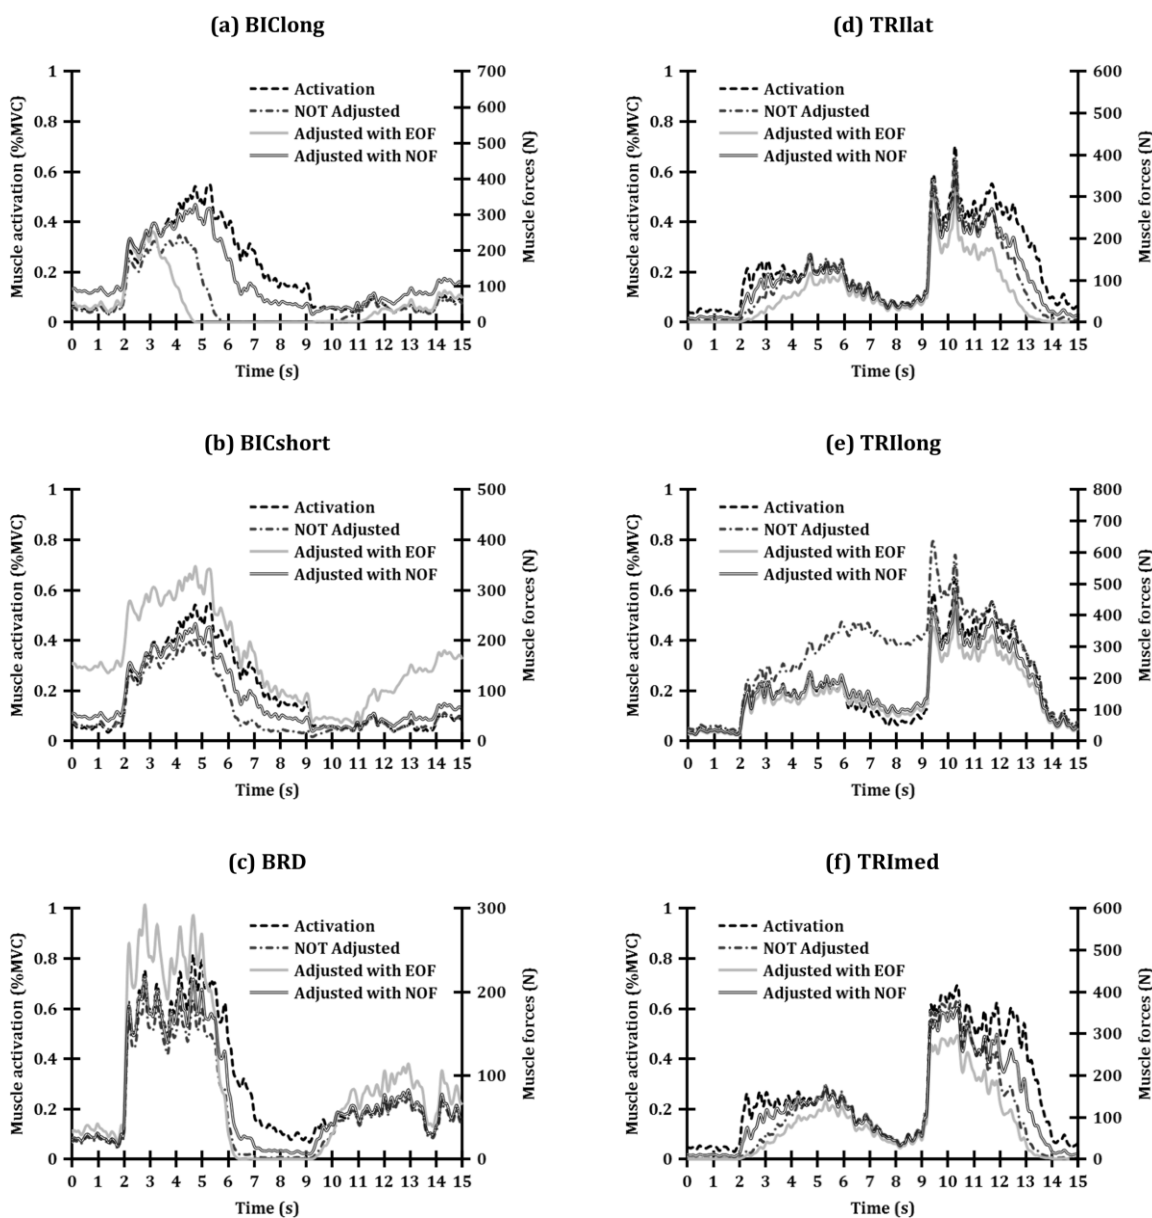 (a) BIClong
Muscle activation (%MVC)
1
0.8
0.6
0.4
0.2
0
Activation
NOT Adjusted
Adjusted with EOF
Adjusted with NOF
700
600
500
400
300
200
100
0
Muscle forces (N)
0 1 2 3 4 5 6 7 8 9 10 11 12 13 14 15
Time (s)
(d) TRIlat
Muscle activation (%MVC)
1
0.8
0.6
0.4
0.2
0
Activation
NOT Adjusted
Adjusted with EOF
Adjusted with NOF
600
500
400
300
200
100
0
Muscle forces (N)
0 1 2 3 4 5 6 7 8 9 10 11 12 13 14 15
Time (s)
(b) BICshort
Muscle activation (%MVC)
1
0.8
0.6
0.4
0.2
0
Activation
NOT Adjusted
Adjusted with EOF
Adjusted with NOF
500
400
300
200
100
0
Muscle forces (N)
0 1 2 3 4 5 6 7 8 9 10 11 12 13 14 15
Time (s)
(e) TRIlong
Muscle activation (%MVC)
1
0.8
0.6
0.4
0.2
0
Activation
NOT Adjusted
Adjusted with EOF
Adjusted with NOF
800
700
600
500
400
300
200
100
0
Muscle forces (N)
0 1 2 3 4 5 6 7 8 9 10 11 12 13 14 15
Time (s)
(c) BRD
Muscle activation (%MVC)
1
0.8
0.6
0.4
0.2
0
Activation
NOT Adjusted
Adjusted with EOF
Adjusted with NOF
300
200
100
0
Muscle forces (N)
0 1 2 3 4 5 6 7 8 9 10 11 12 13 14 15
Time (s)
(f) TRImed
Muscle activation (%MVC)
1
0.8
0.6
0.4
0.2
0
Activation
NOT Adjusted
Adjusted with EOF
Adjusted with NOF
600
500
400
300
200
100
0
Muscle forces (N)
0 1 2 3 4 5 6 7 8 9 10 11 12 13 14 15
Time (s)